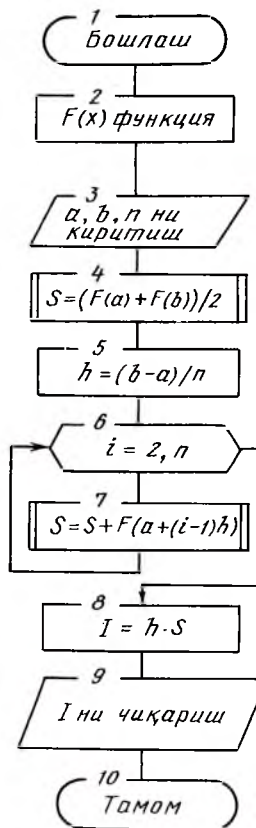 1
Бошлаш
2
F(x) функция
3
a, b, n ни
киритиш
4
S=(F(a)+F(b))/2
5
h=(b-a)/n
6
i = 2, n
7
S=S+F(a+(i-1)h)
8
I = h·S
9
I ни чиқариш
10
Тамом